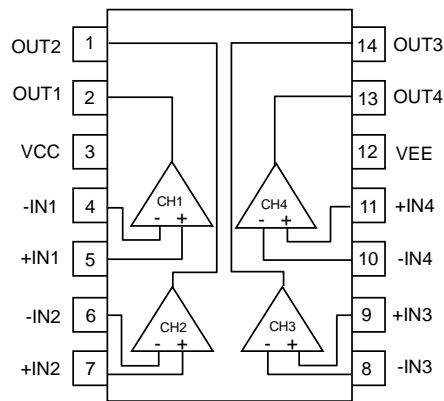 OUT2 1 14 OUT3
OUT1 2 13 OUT4
VCC 3 12 VEE
-IN1 4 CH1 - + CH4 - + 11 +IN4
+IN1 5 10 -IN4
-IN2 6 CH2 - + CH3 - + 9 +IN3
+IN2 7 8 -IN3